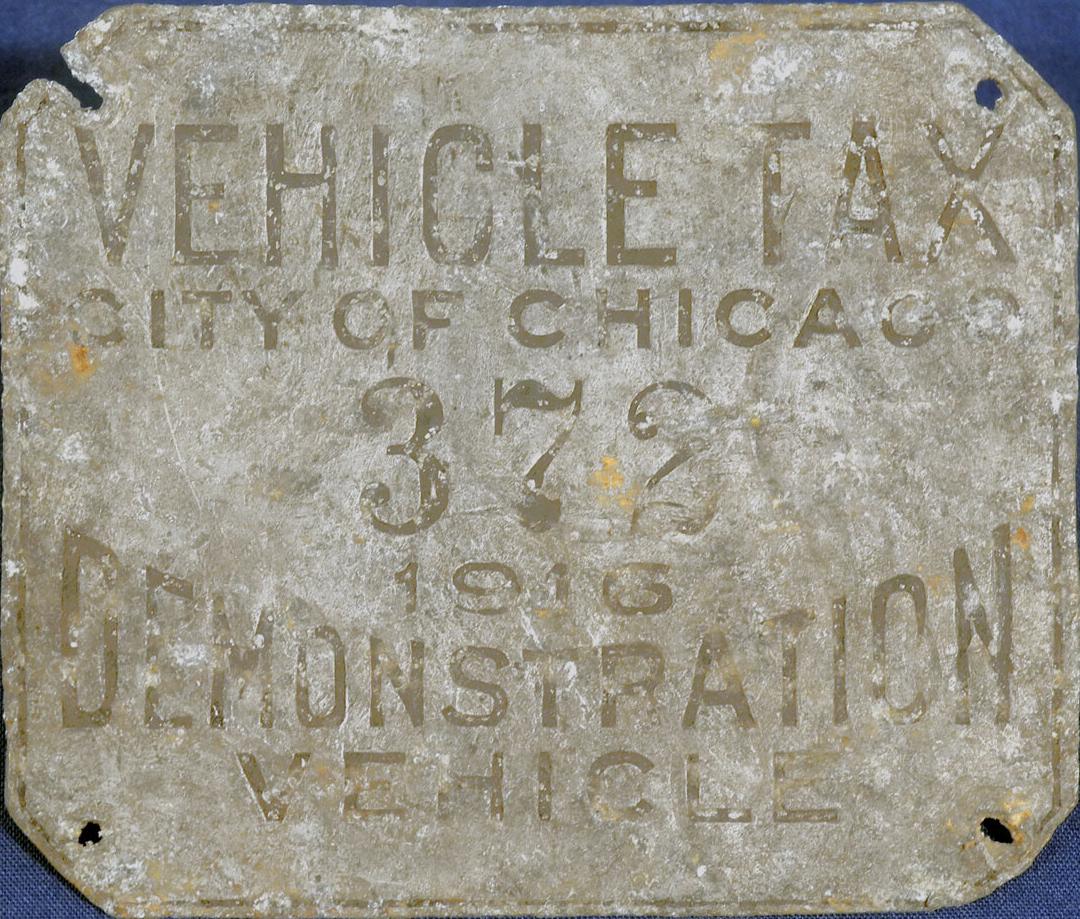 VEHICLE TAX
CITY OF CHICAGO
372
1916
DEMONSTRATION
VEHICLE